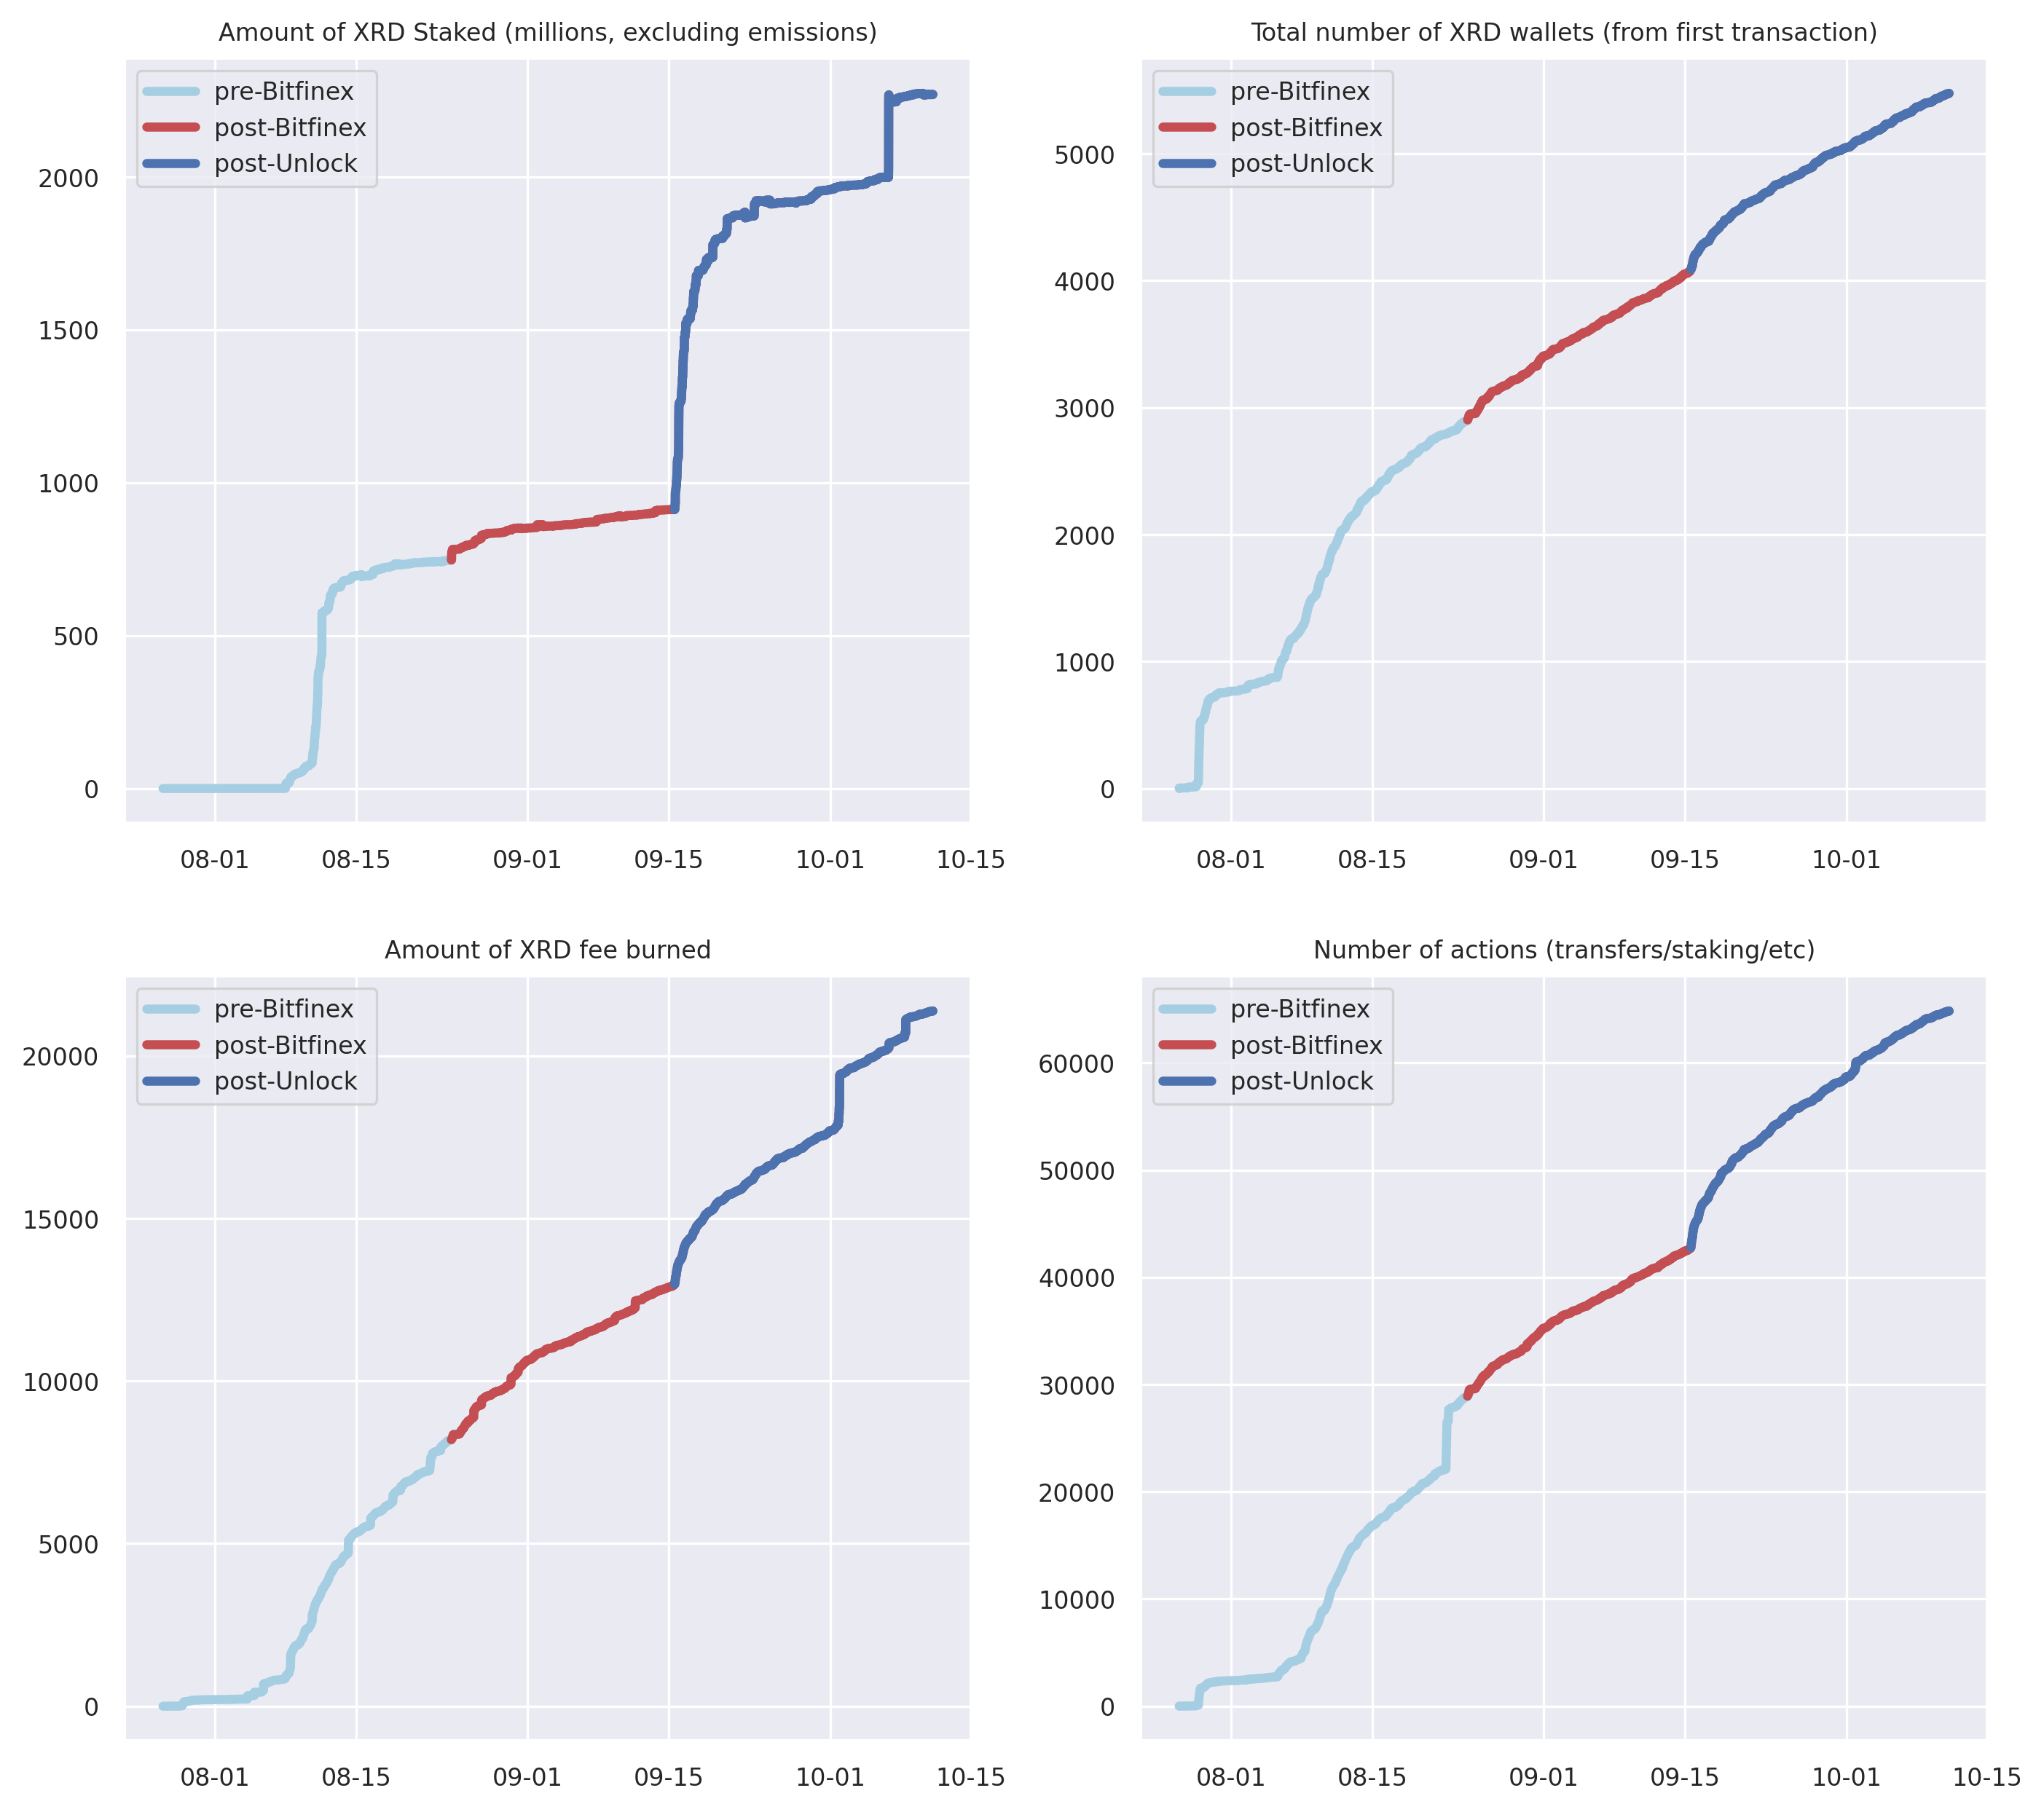 Amount of XRD Staked (millions, excluding emissions)
pre-Bitfinex
post-Bitfinex
post-Unlock
2000
1500
1000
500
0
08-01 08-15 09-01 09-15 10-01 10-15
Total number of XRD wallets (from first transaction)
pre-Bitfinex
post-Bitfinex
post-Unlock
5000
4000
3000
2000
1000
0
08-01 08-15 09-01 09-15 10-01
Amount of XRD fee burned
pre-Bitfinex
post-Bitfinex
post-Unlock
20000
15000
10000
5000
0
08-01 08-15 09-01 09-15 10-01 10-15
Number of actions (transfers/staking/etc)
pre-Bitfinex
post-Bitfinex
post-Unlock
60000
50000
40000
30000
20000
10000
0
08-01 08-15 09-01 09-15 10-01 10-15